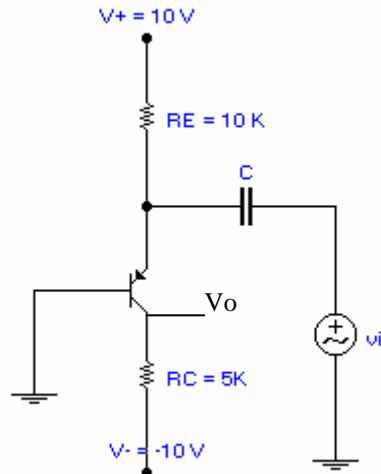 V+ = 10 V
RE = 10 K
C
Vo
+
vi
RC = 5K
V- = -10 V